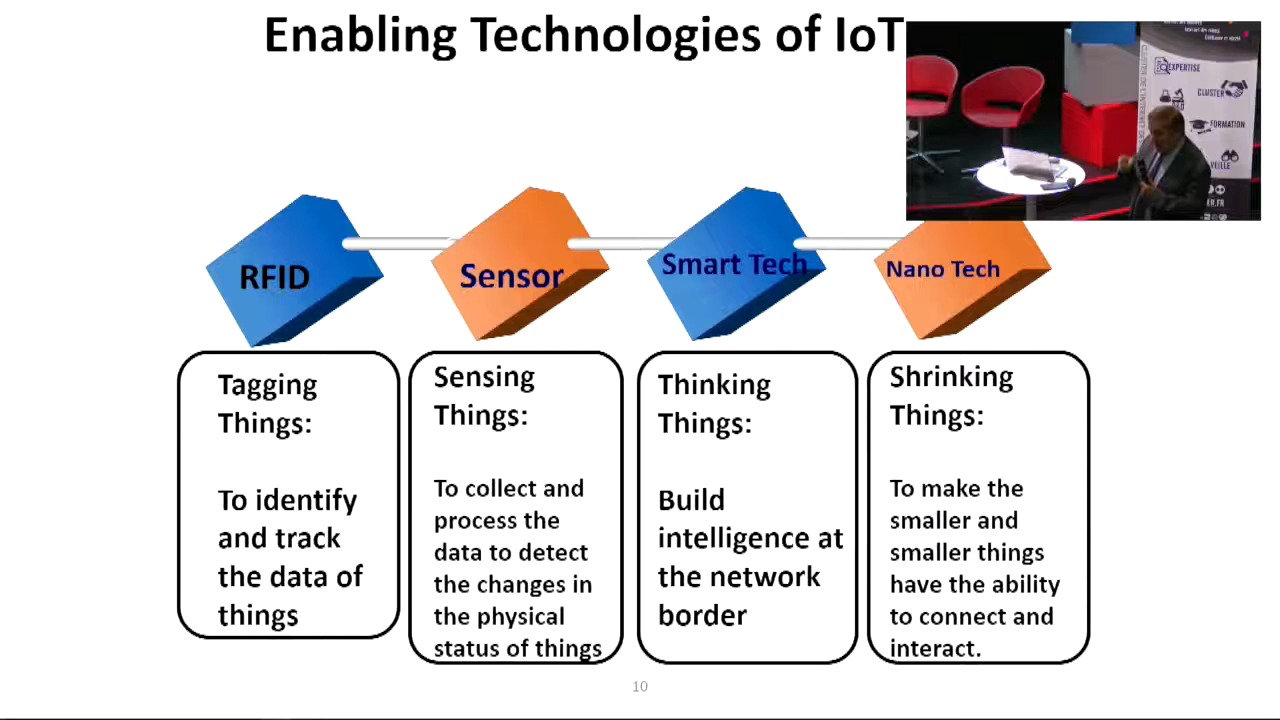 Enabling Technologies of IoT
EXPERTISE
CLUSTER
FORMATION
VEILLE
ER.FR
RFID
Sensor
Smart Tech
Nano Tech
Tagging
Things:
To identify
and track
the data of
things
Sensing
Things:
To collect and
process the
data to detect
the changes in
the physical
status of things
Thinking
Things:
Build
intelligence at
the network
border
Shrinking
Things:
To make the
smaller and
smaller things
have the ability
to connect and
interact.
10